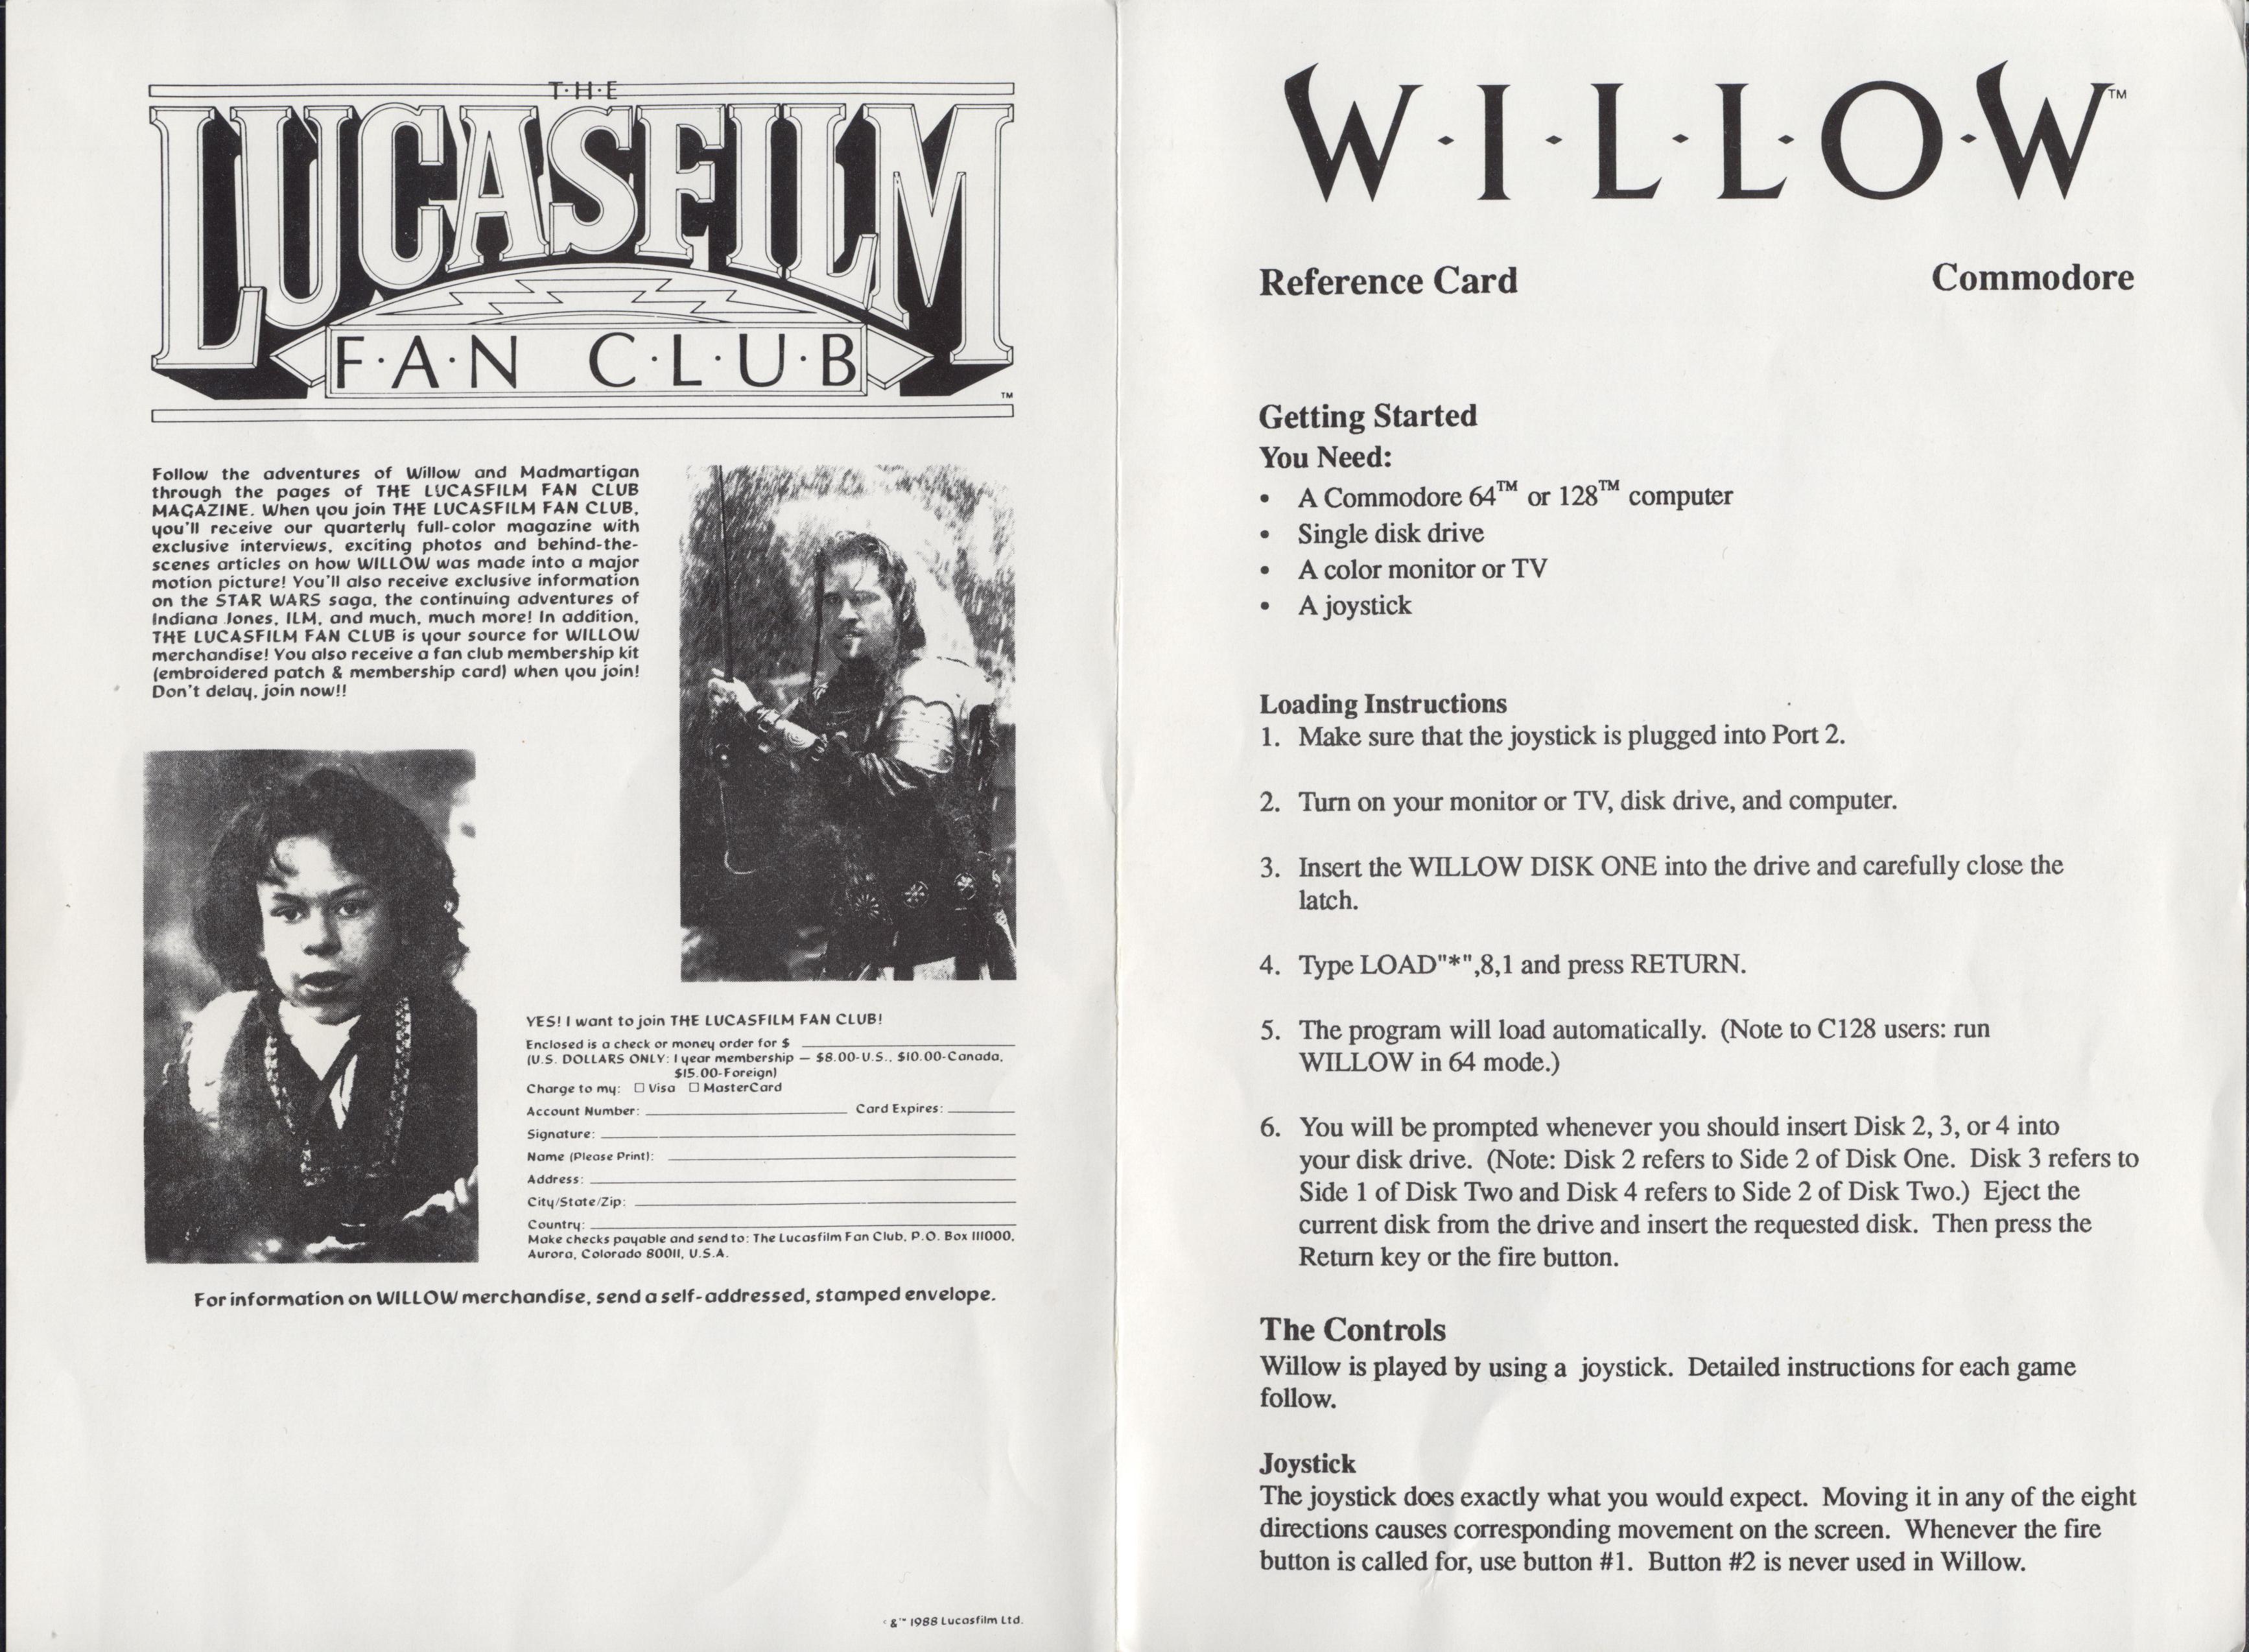 T·H·E
LUCASFILM
F·A·N C·L·U·B
TM
Follow the adventures of Willow and Madmartigan
through the pages of THE LUCASFILM FAN CLUB
MAGAZINE. When you join THE LUCASFILM FAN CLUB,
you'll receive our quarterly full-color magazine with
exclusive interviews, exciting photos and behind-the-
scenes articles on how WILLOW was made into a major
motion picture! You'll also receive exclusive information
on the STAR WARS saga, the continuing adventures of
Indiana Jones, ILM, and much, much more! In addition,
THE LUCASFILM FAN CLUB is your source for WILLOW
merchandise! You also receive a fan club membership kit
(embroidered patch & membership card) when you join!
Don't delay, join now!!
YES! I want to join THE LUCASFILM FAN CLUB!
Enclosed is a check or money order for $
(U.S. DOLLARS ONLY: 1 year membership — $8.00-U.S., $10.00-Canada,
$15.00-Foreign)
Charge to my: ☐ Visa ☐ MasterCard
Account Number: Card Expires:
Signature:
Name (Please Print):
Address:
City/State/Zip:
Country:
Make checks payable and send to: The Lucasfilm Fan Club, P.O. Box 111000,
Aurora, Colorado 80011, U.S.A.
For information on WILLOW merchandise, send a self-addressed, stamped envelope.
& ™ 1988 Lucasfilm Ltd.
W·I·L·L·O·W™
Reference Card Commodore
Getting Started
You Need:
• A Commodore 64™ or 128™ computer
• Single disk drive
• A color monitor or TV
• A joystick
Loading Instructions
1. Make sure that the joystick is plugged into Port 2.
2. Turn on your monitor or TV, disk drive, and computer.
3. Insert the WILLOW DISK ONE into the drive and carefully close the
latch.
4. Type LOAD"*",8,1 and press RETURN.
5. The program will load automatically. (Note to C128 users: run
WILLOW in 64 mode.)
6. You will be prompted whenever you should insert Disk 2, 3, or 4 into
your disk drive. (Note: Disk 2 refers to Side 2 of Disk One. Disk 3 refers to
Side 1 of Disk Two and Disk 4 refers to Side 2 of Disk Two.) Eject the
current disk from the drive and insert the requested disk. Then press the
Return key or the fire button.
The Controls
Willow is played by using a joystick. Detailed instructions for each game
follow.
Joystick
The joystick does exactly what you would expect. Moving it in any of the eight
directions causes corresponding movement on the screen. Whenever the fire
button is called for, use button #1. Button #2 is never used in Willow.